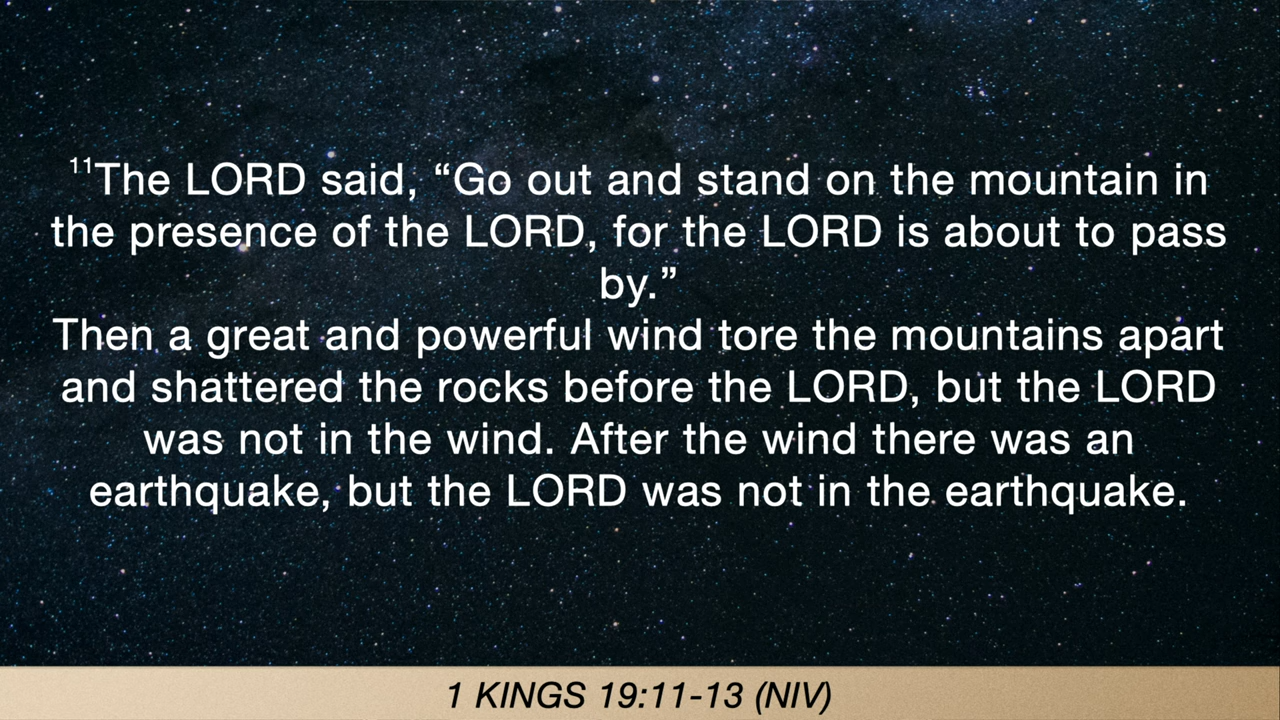 11The LORD said, “Go out and stand on the mountain in
the presence of the LORD, for the LORD is about to pass
by.”
Then a great and powerful wind tore the mountains apart
and shattered the rocks before the LORD, but the LORD
was not in the wind. After the wind there was an
earthquake, but the LORD was not in the earthquake.
1 KINGS 19:11-13 (NIV)